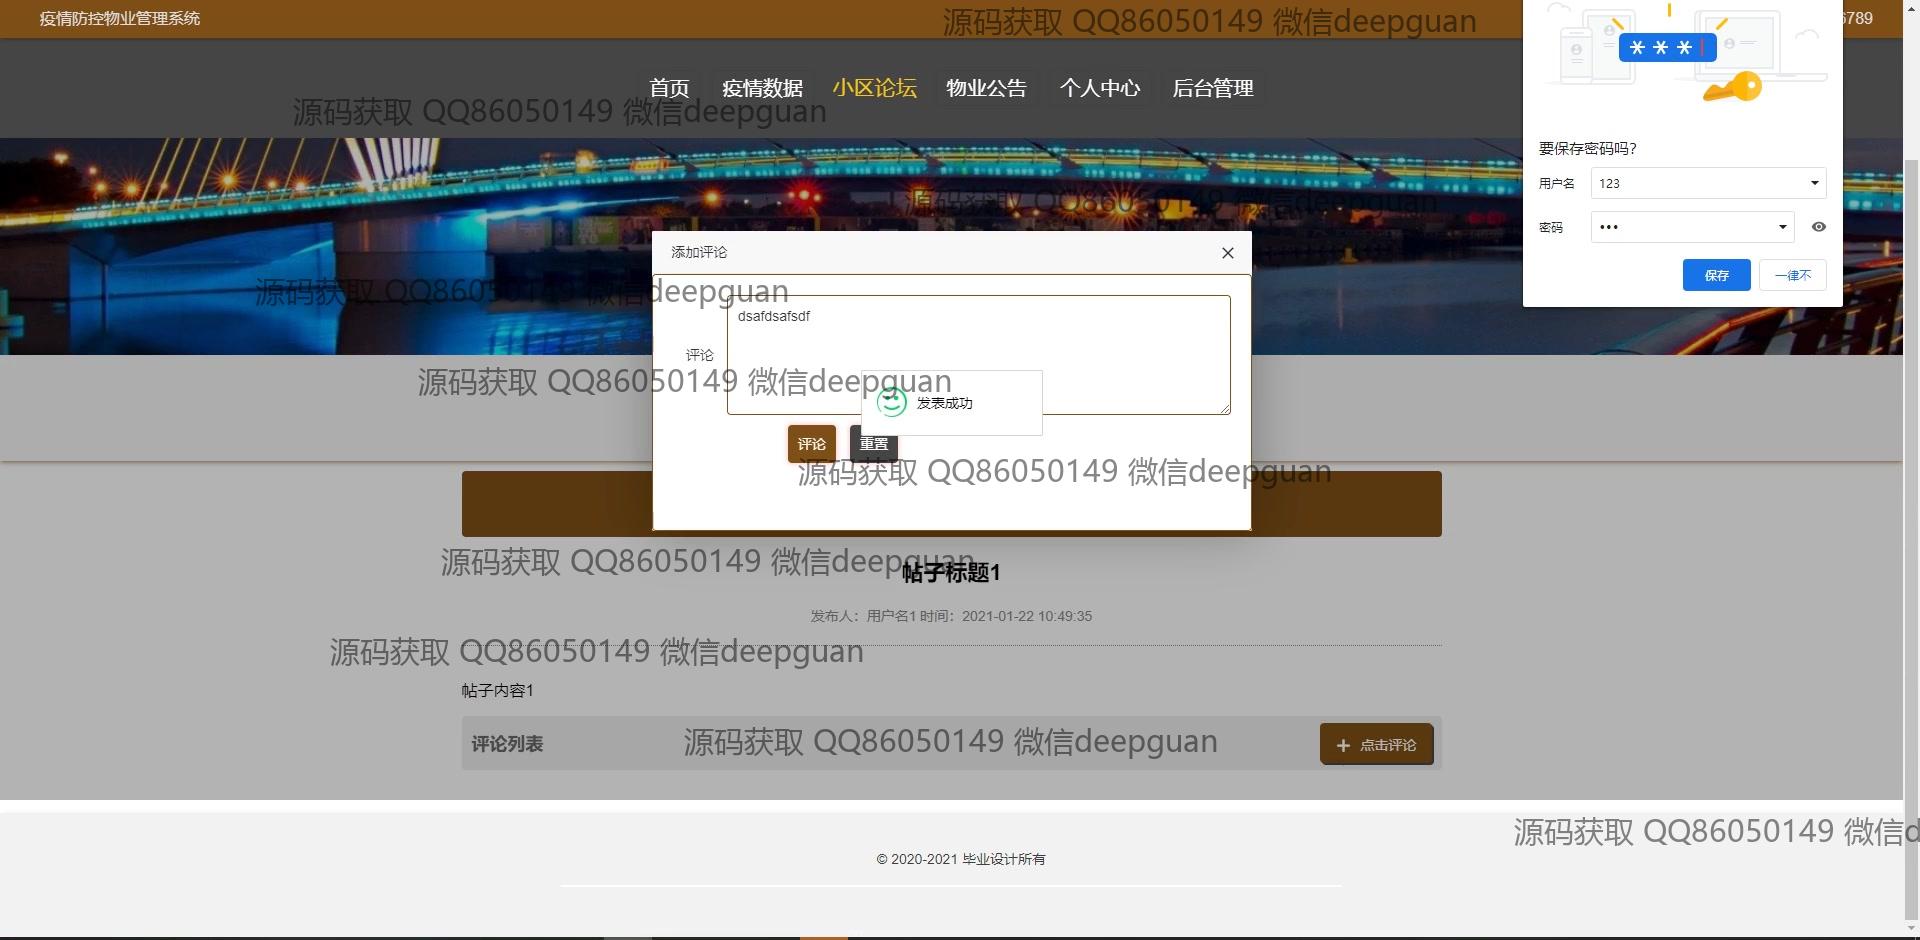 疫情防控物业管理系统
源码获取 QQ86050149 微信deepguan
6789
首页
疫情数据
小区论坛
物业公告
个人中心
后台管理
源码获取 QQ86050149 微信deepguan
要保存密码吗?
用户名
123
密码
•••
保存
一律不
源码获取 QQ86050149 微信deepguan
添加评论
源码获取 QQ86050149 微信deepguan
dsafdsafsdf
评论
源码获取 QQ86050149 微信deepguan
发表成功
评论
重置
源码获取 QQ86050149 微信deepguan
源码获取 QQ86050149 微信deepguan
帖子标题1
发布人：用户名1 时间：2021-01-22 10:49:35
源码获取 QQ86050149 微信deepguan
帖子内容1
评论列表
源码获取 QQ86050149 微信deepguan
+ 点击评论
源码获取 QQ86050149 微信d
© 2020-2021 毕业设计所有